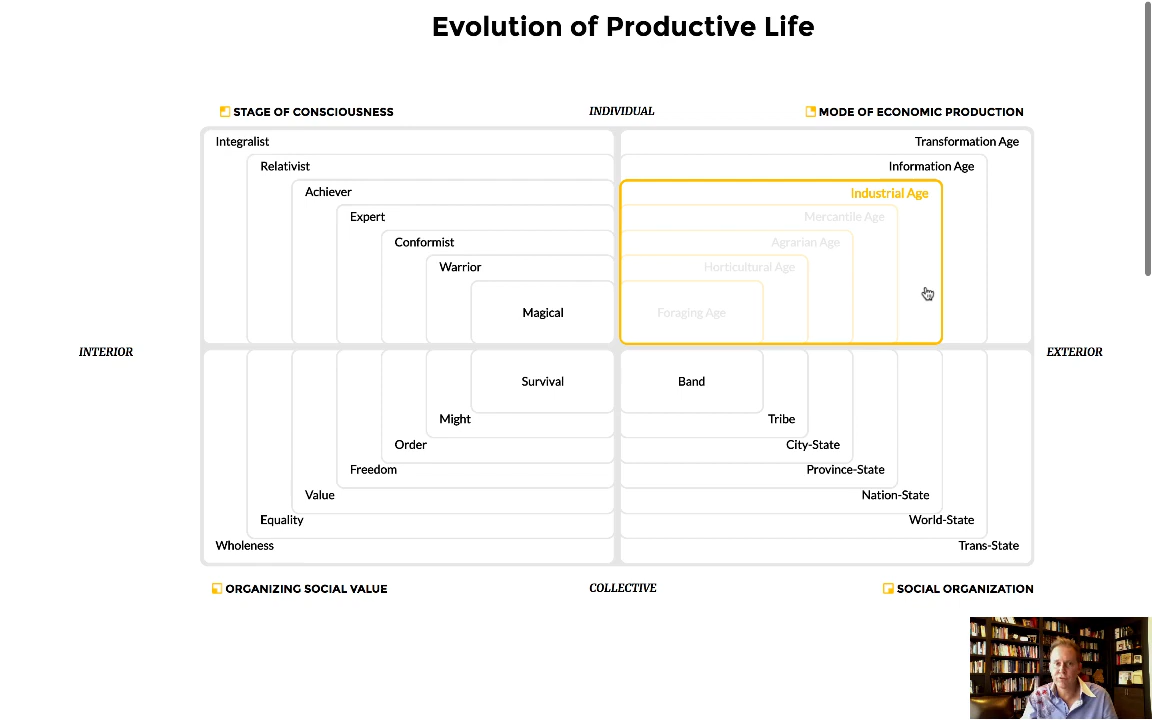 Evolution of Productive Life
STAGE OF CONSCIOUSNESS
INDIVIDUAL
MODE OF ECONOMIC PRODUCTION
Integralist
Transformation Age
Relativist
Information Age
Achiever
Industrial Age
Expert
Mercantile Age
Conformist
Agrarian Age
Warrior
Horticultural Age
Magical
Foraging Age
INTERIOR
EXTERIOR
Survival
Band
Might
Tribe
Order
City-State
Freedom
Province-State
Value
Nation-State
Equality
World-State
Wholeness
Trans-State
ORGANIZING SOCIAL VALUE
COLLECTIVE
SOCIAL ORGANIZATION